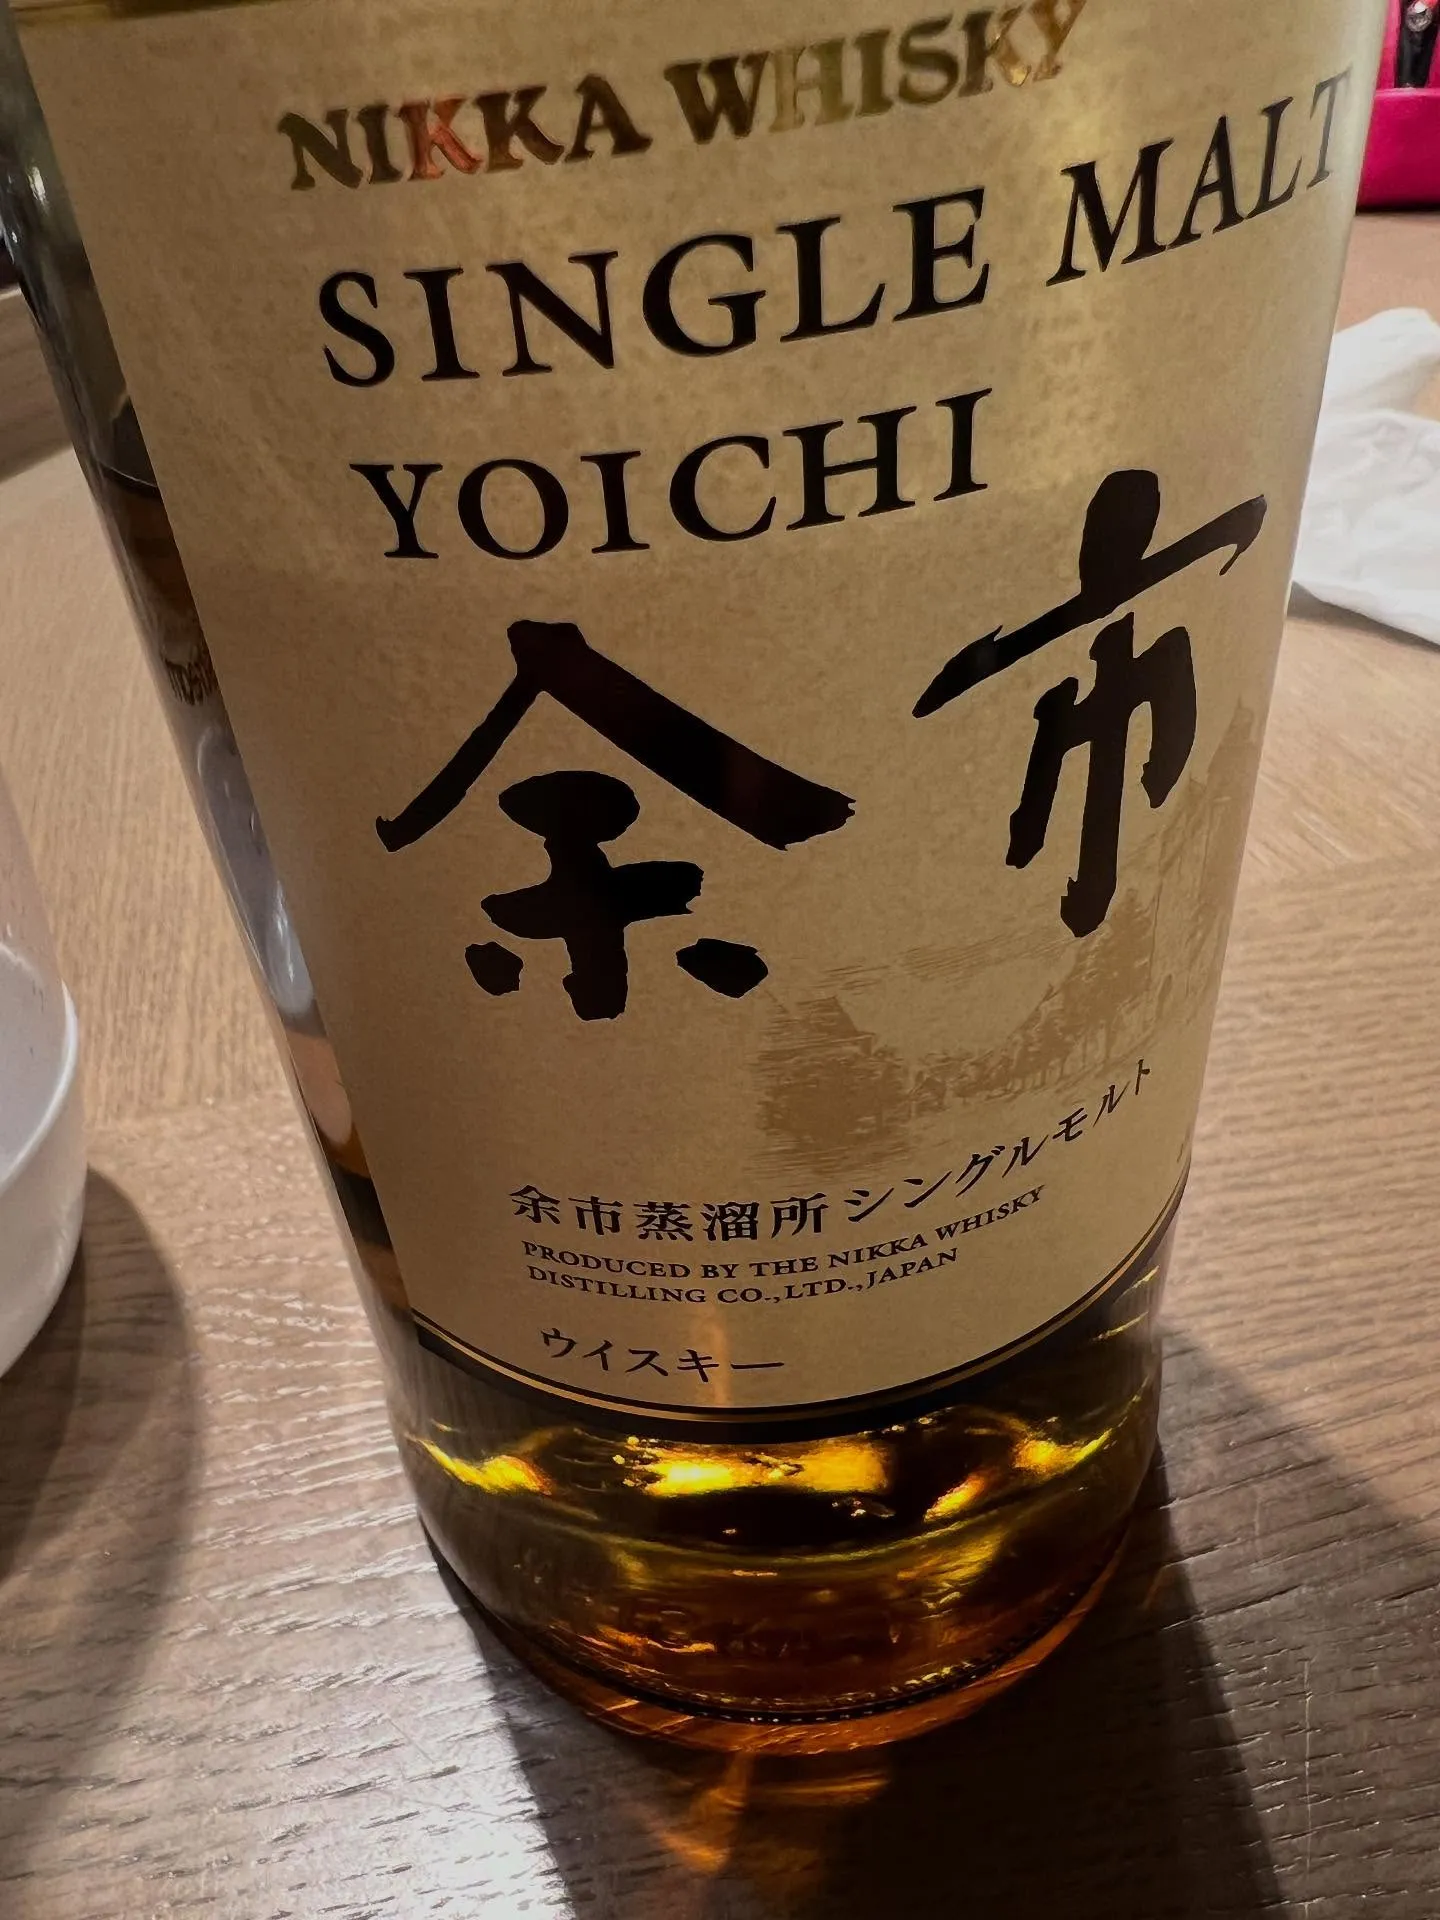 NIKKA WHISKY
SINGLE MALT
YOICHI
余市
余市蒸溜所シングルモルト
PRODUCED BY THE NIKKA WHISKY
DISTILLING CO.,LTD.,JAPAN
ウイスキー